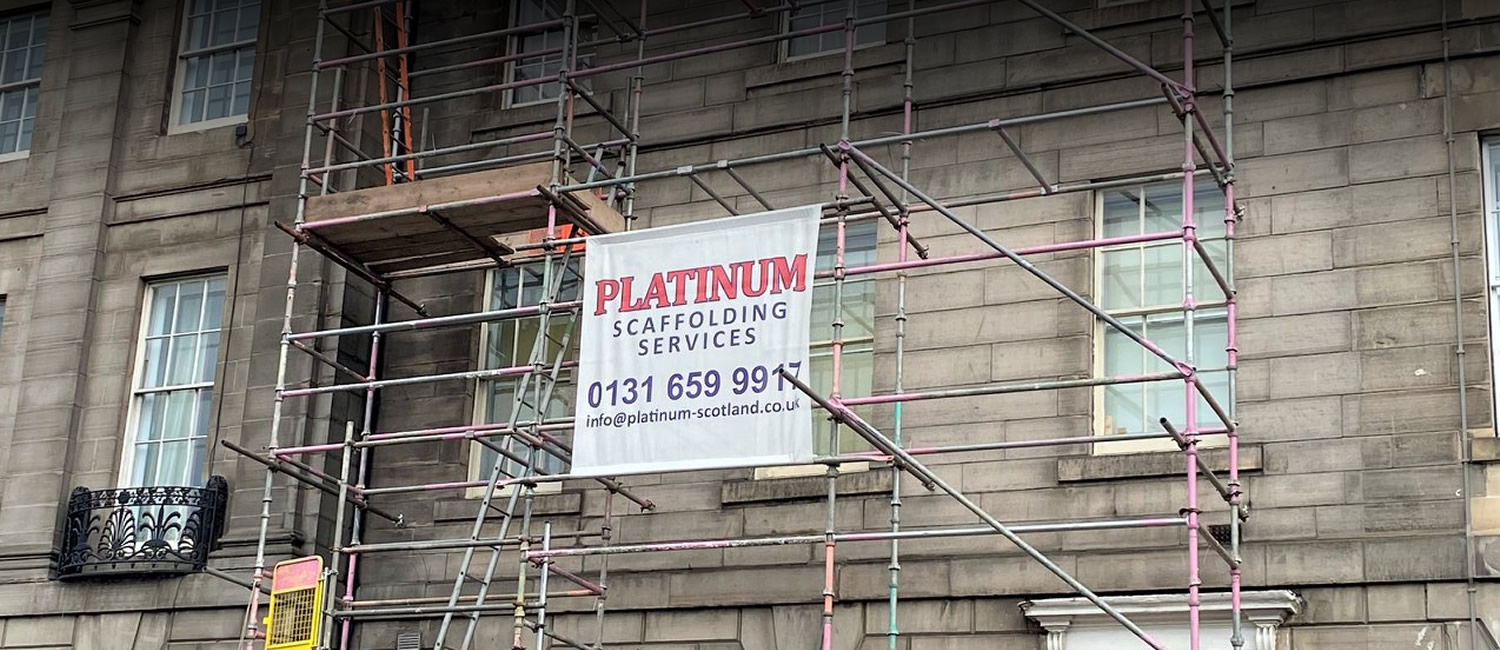 PLATINUM
SCAFFOLDING
SERVICES
0131 659 9917
info@platinum-scotland.co.uk